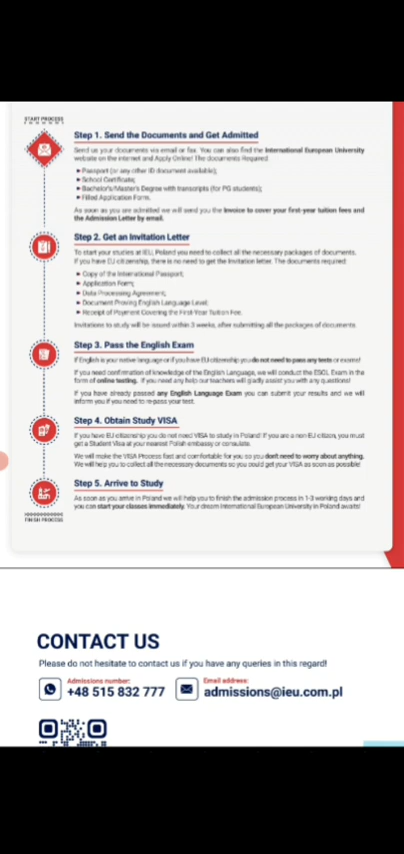 START PROCESS
Step 1. Send the Documents and Get Admitted
Send us your documents via email or fax. You can also find the International European University
website on the internet and Apply Online! The documents Required:
Passport (or any other ID document available);
School Certificate;
Bachelor's/Master's Degree with transcripts (for PG students);
Filled Application Form.
As soon as you are admitted we will send you the Invoice to cover your first-year tuition fees and
the Admission Letter by email.
Step 2. Get an Invitation Letter
To start your studies at IEU, Poland you need to collect all the necessary packages of documents.
If you have EU citizenship, there is no need to get the Invitation letter. The documents required:
Copy of the International Passport;
Application Form;
Data Processing Agreement;
Document Proving English Language Level;
Receipt of Payment Covering the First-Year Tuition Fee.
Invitations to study will be issued within 3 weeks, after submitting all the packages of documents.
Step 3. Pass the English Exam
If English is your native language or if you have EU citizenship you do not need to pass any tests or exams!
If you need confirmation of knowledge of the English Language, we will conduct the ESOL Exam in the
form of online testing. If you need any help our teachers will gladly assist you with any questions!
If you have already passed any English Language Exam you can submit your results and we will
inform you if you need to re-pass your test.
Step 4. Obtain Study VISA
If you have EU citizenship you do not need VISA to study in Poland! If you are a non-EU citizen, you must
get a Student Visa at your nearest Polish embassy or consulate.
We will make the VISA Process fast and comfortable for you so you don't need to worry about anything.
We will help you to collect all the necessary documents so you could get your VISA as soon as possible!
Step 5. Arrive to Study
As soon as you arrive in Poland we will help you to finish the admission process in 1-3 working days and
you can start your classes immediately. Your dream International European University in Poland awaits!
FINISH PROCESS
CONTACT US
Please do not hesitate to contact us if you have any queries in this regard!
Admissions number:
+48 515 832 777
Email address:
admissions@ieu.com.pl